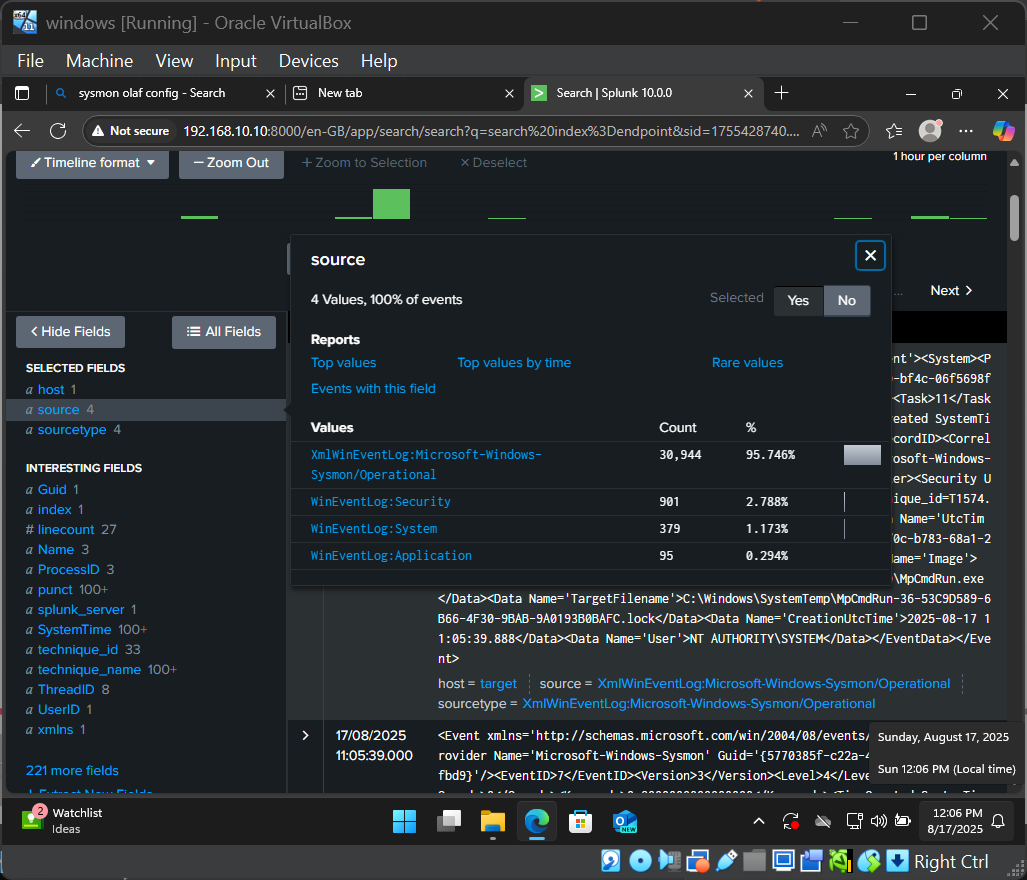 windows [Running] - Oracle VirtualBox
File Machine View Input Devices Help
sysmon olaf config - Search
New tab
Search | Splunk 10.0.0
Not secure 192.168.10.10:8000/en-GB/app/search/search?q=search%20index%3Dendpoint&sid=1755428740....
Timeline format
— Zoom Out
+ Zoom to Selection
× Deselect
1 hour per column
source
4 Values, 100% of events
Selected Yes No
... Next >
Reports
Top values Top values by time Rare values
Events with this field
Values Count %
XmlWinEventLog:Microsoft-Windows-Sysmon/Operational 30,944 95.746%
WinEventLog:Security 901 2.788%
WinEventLog:System 379 1.173%
WinEventLog:Application 95 0.294%
< Hide Fields
All Fields
SELECTED FIELDS
a host 1
a source 4
a sourcetype 4
INTERESTING FIELDS
a Guid 1
a index 1
# linecount 27
a Name 3
a ProcessID 3
a punct 100+
a splunk_server 1
a SystemTime 100+
a technique_id 33
a technique_name 100+
a ThreadID 8
a UserID 1
a xmlns 1
221 more fields
+ Extract New Fields
nt'><System><P
-bf4c-06f5698f
<Task>11</Task
eated SystemTi
cordID><Correl
osoft-Windows-
er><Security U
ique_id=T1574.
Name='UtcTim
0c-b783-68a1-2
Name='Image'>
\MpCmdRun.exe
</Data><Data Name='TargetFilename'>C:\Windows\SystemTemp\MpCmdRun-36-53C9D589-6
B66-4F30-9BAB-9A0193B0BAFC.lock</Data><Data Name='CreationUtcTime'>2025-08-17 1
1:05:39.888</Data><Data Name='User'>NT AUTHORITY\SYSTEM</Data></EventData></Eve
nt>
host = target source = XmlWinEventLog:Microsoft-Windows-Sysmon/Operational
sourcetype = XmlWinEventLog:Microsoft-Windows-Sysmon/Operational
> 17/08/2025
11:05:39.000
<Event xmlns='http://schemas.microsoft.com/win/2004/08/events/
rovider Name='Microsoft-Windows-Sysmon' Guid='{5770385f-c22a-4
fbd9}'/><EventID>7</EventID><Version>3</Version><Level>4</Leve
Sunday, August 17, 2025
Sun 12:06 PM (Local time)
2
Watchlist
Ideas
NEW
12:06 PM
8/17/2025
Right Ctrl